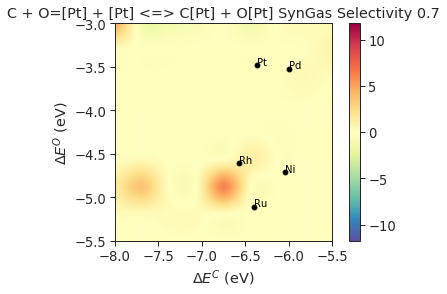 C + O=[Pt] + [Pt] <=> C[Pt] + O[Pt] SynGas Selectivity 0.7
−3.0
−3.5
−4.0
−4.5
−5.0
−5.5
ΔE^O (eV)
Pt
Pd
Rh
Ni
Ru
−8.0 −7.5 −7.0 −6.5 −6.0 −5.5
ΔE^C (eV)
10
5
0
−5
−10